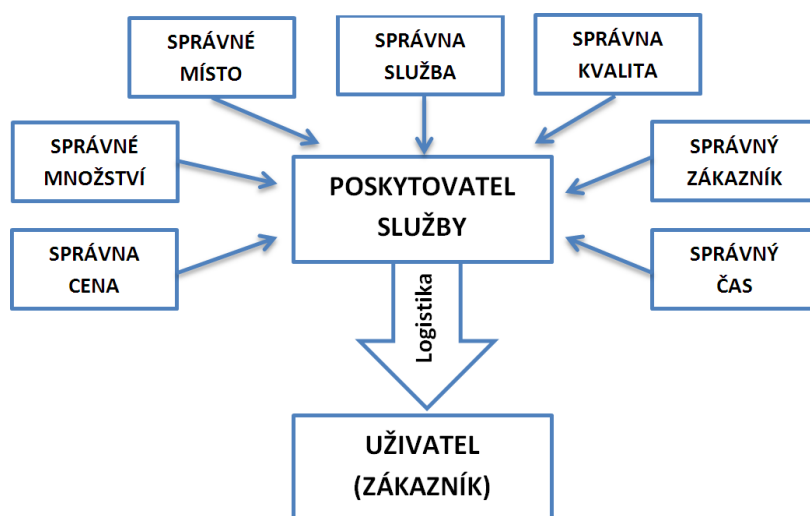 SPRÁVNÉ
MÍSTO
SPRÁVNA
SLUŽBA
SPRÁVNA
KVALITA
SPRÁVNÉ
MNOŽSTVÍ
SPRÁVNÝ
ZÁKAZNÍK
POSKYTOVATEL
SLUŽBY
SPRÁVNA
CENA
SPRÁVNÝ
ČAS
Logistika
UŽIVATEL
(ZÁKAZNÍK)